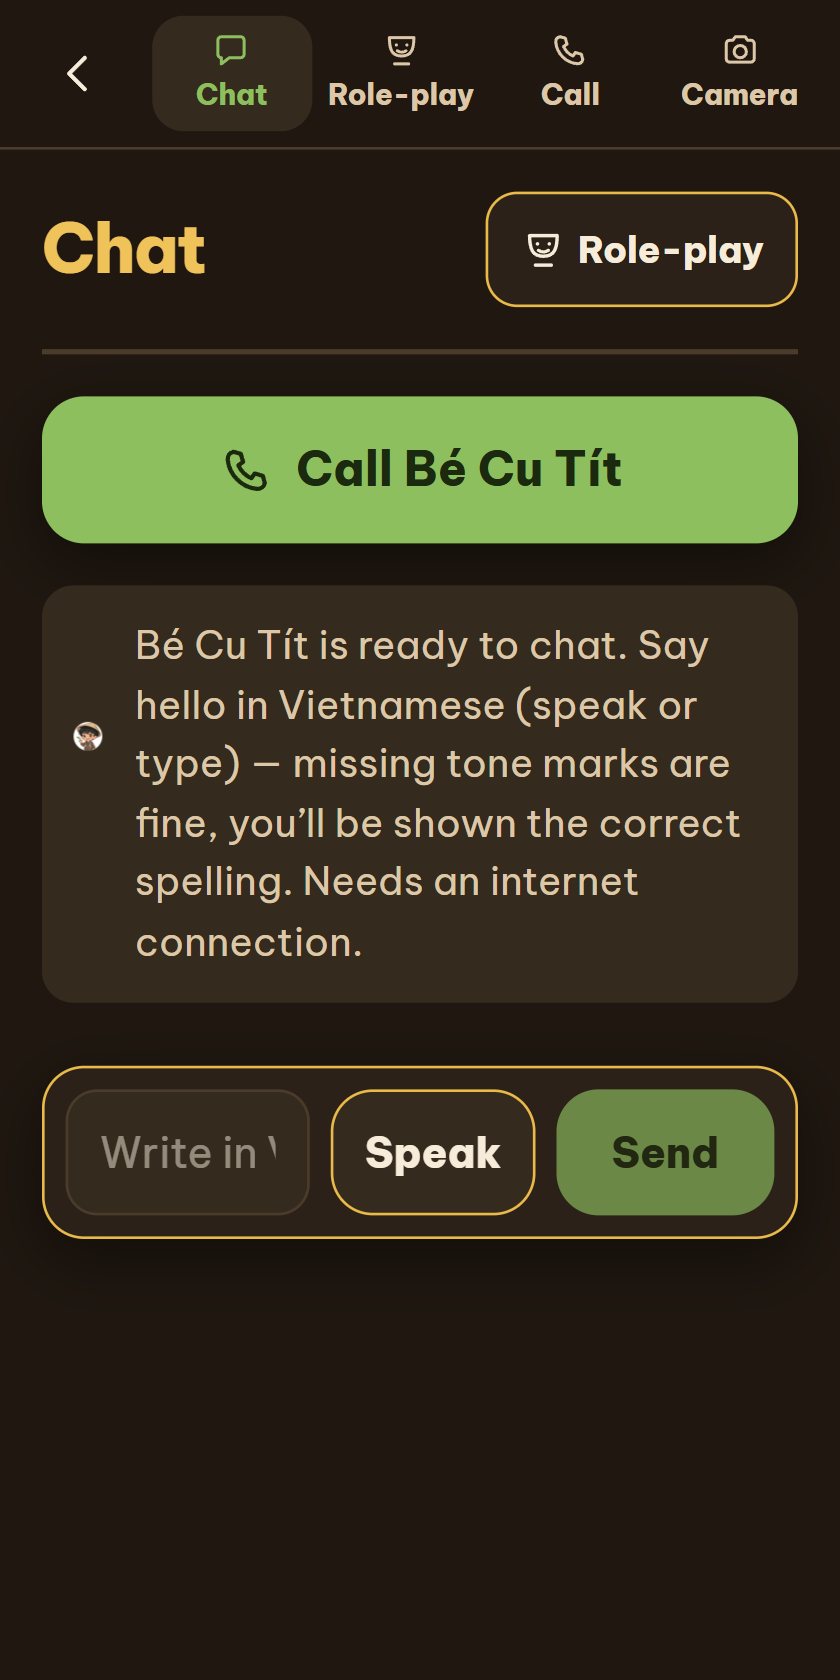 Chat
Role-play
Call
Camera
Chat
Role-play
Call Bé Cu Tít
Bé Cu Tít is ready to chat. Say
hello in Vietnamese (speak or
type) — missing tone marks are
fine, you’ll be shown the correct
spelling. Needs an internet
connection.
Write in
Speak
Send